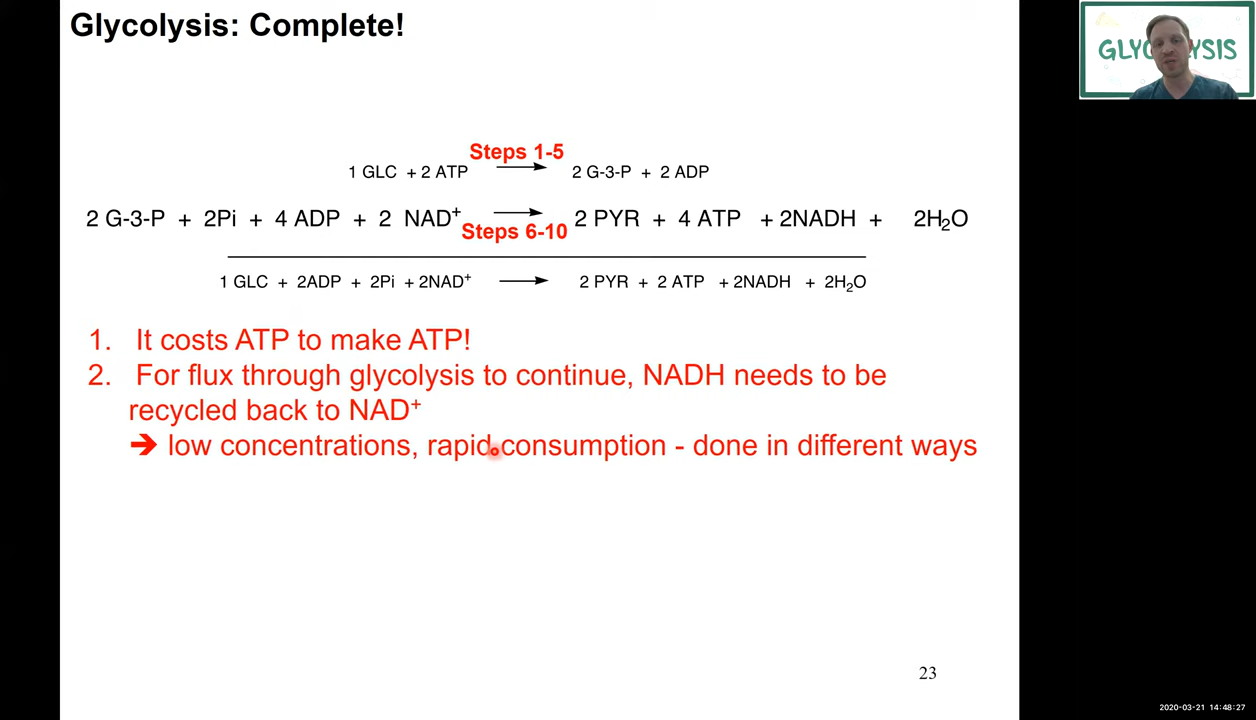 Glycolysis: Complete!
GLYCOLYSIS
Steps 1-5
1 GLC + 2 ATP → 2 G-3-P + 2 ADP
2 G-3-P + 2Pi + 4 ADP + 2 NAD⁺ → 2 PYR + 4 ATP + 2NADH + 2H₂O
Steps 6-10
1 GLC + 2ADP + 2Pi + 2NAD⁺ → 2 PYR + 2 ATP + 2NADH + 2H₂O
1. It costs ATP to make ATP!
2. For flux through glycolysis to continue, NADH needs to be
recycled back to NAD⁺
➔ low concentrations, rapid consumption - done in different ways
23
2020-03-21 14:48:27